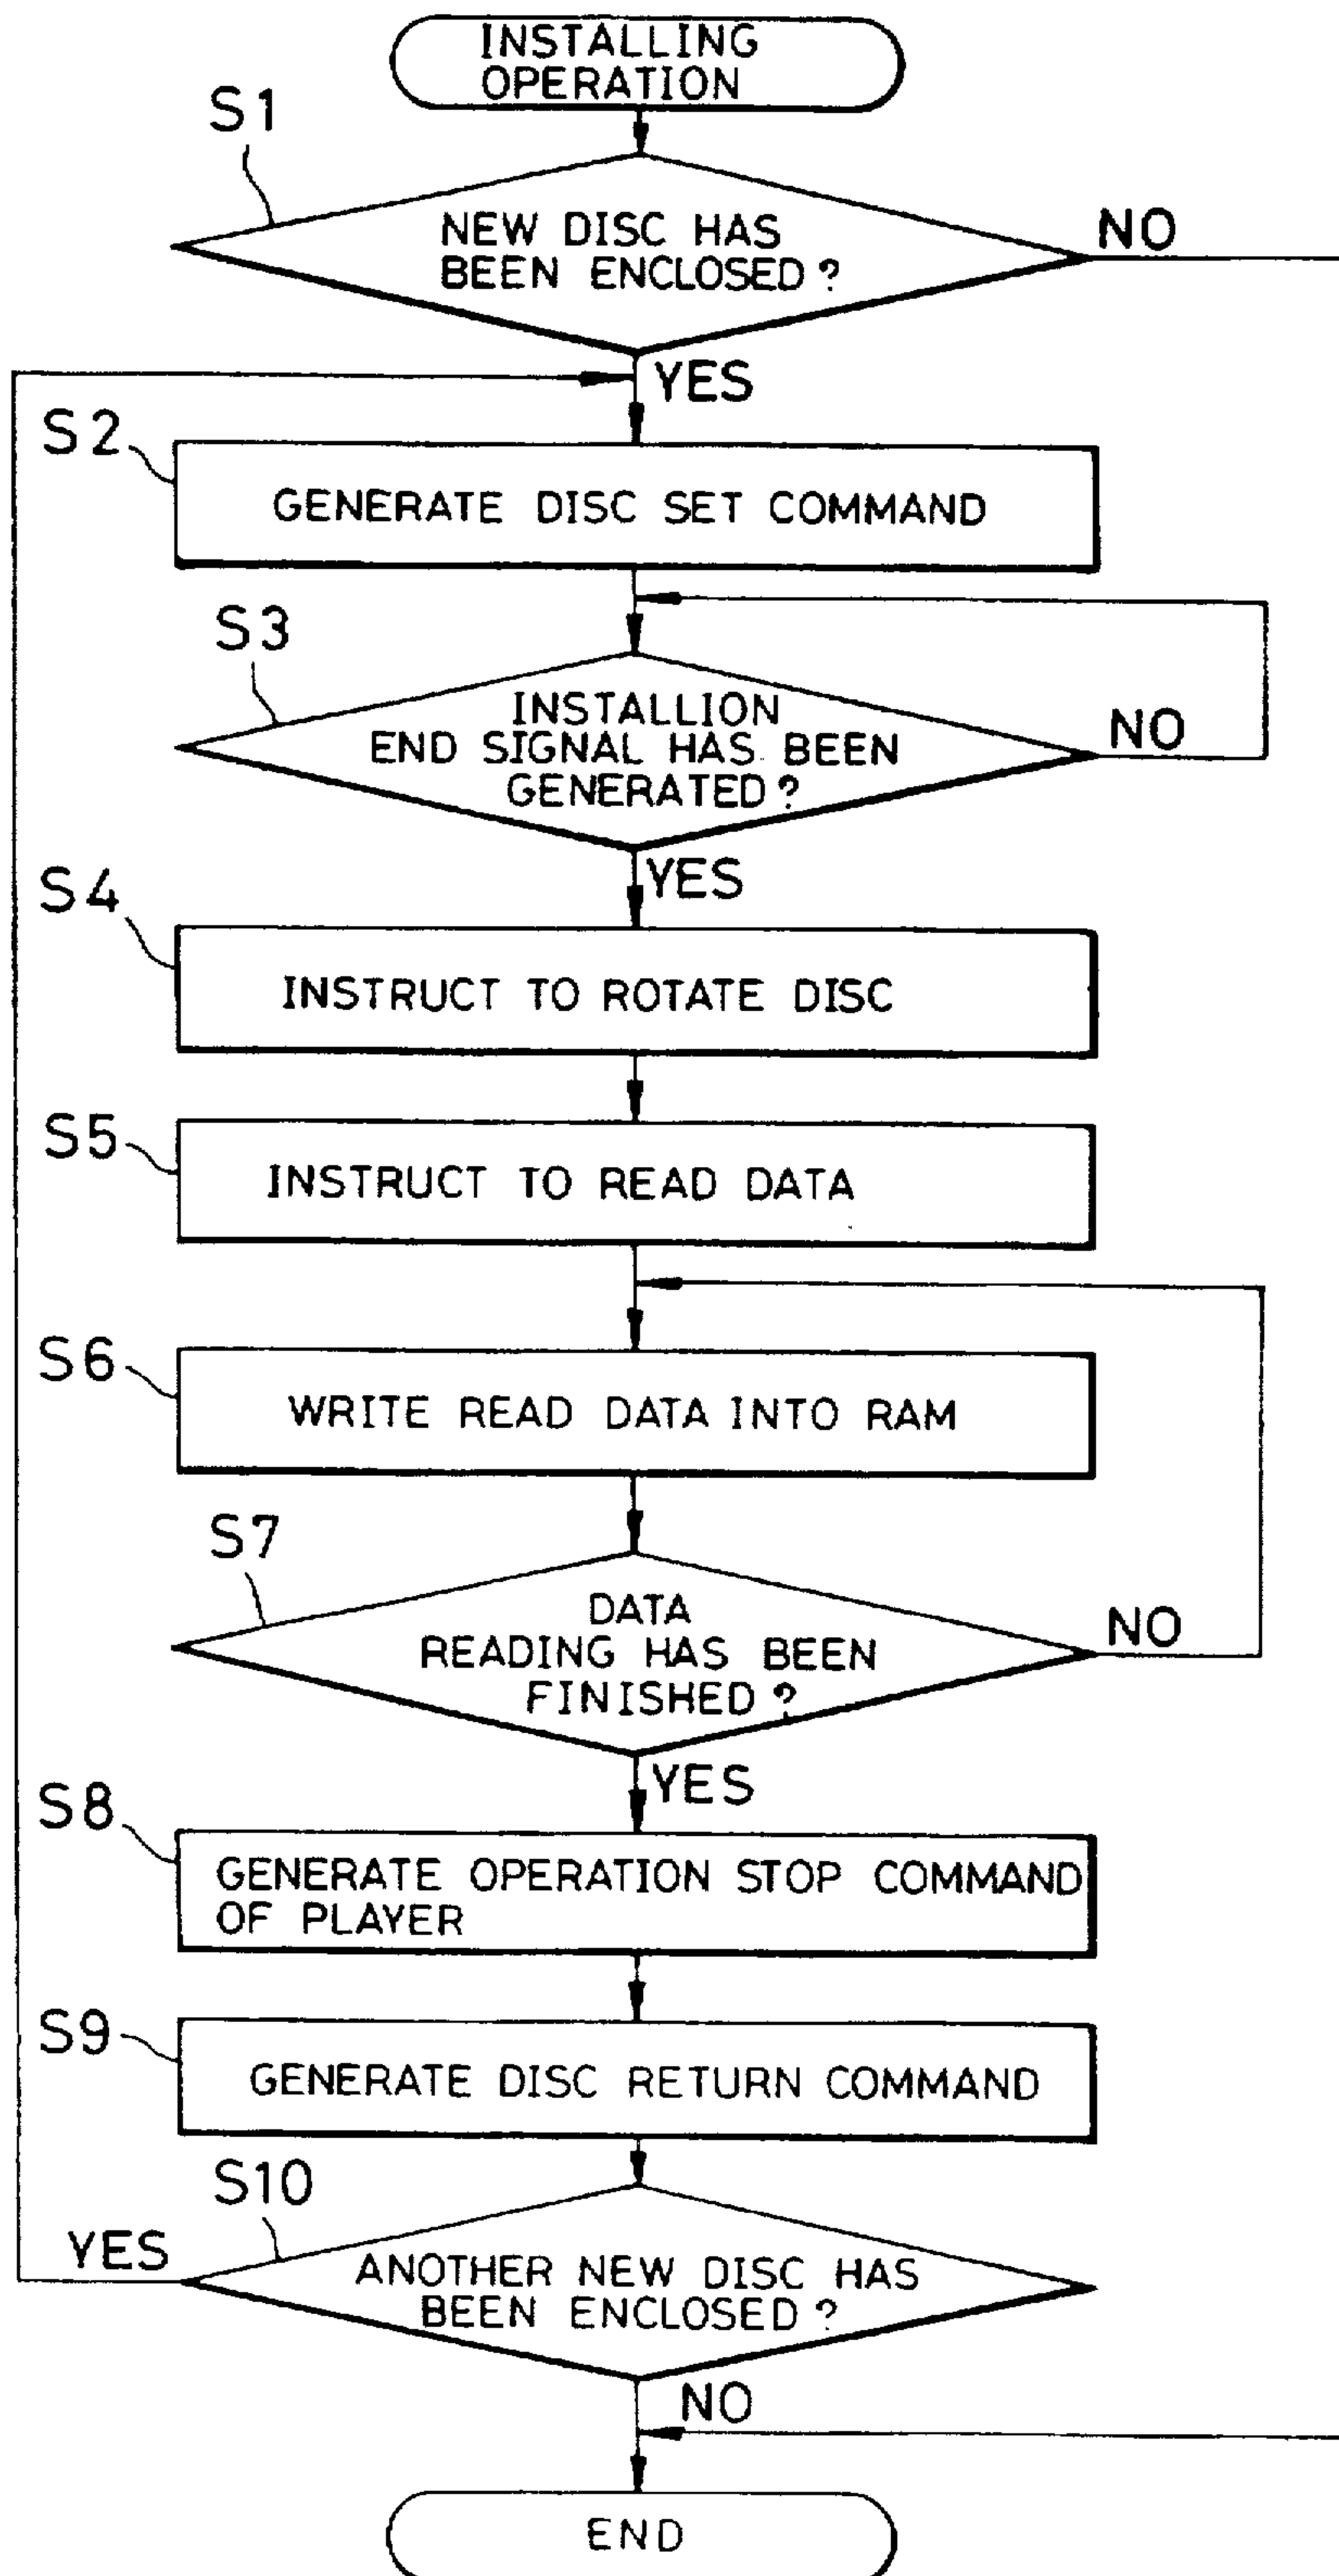 INSTALLING
OPERATION
S1
NEW DISC HAS
BEEN ENCLOSED?
NO
YES
S2
GENERATE DISC SET COMMAND
S3
INSTALLION
END SIGNAL HAS BEEN
GENERATED?
NO
YES
S4
INSTRUCT TO ROTATE DISC
S5
INSTRUCT TO READ DATA
S6
WRITE READ DATA INTO RAM
S7
DATA
READING HAS BEEN
FINISHED?
NO
YES
S8
GENERATE OPERATION STOP COMMAND
OF PLAYER
S9
GENERATE DISC RETURN COMMAND
S10
YES
ANOTHER NEW DISC HAS
BEEN ENCLOSED?
NO
END